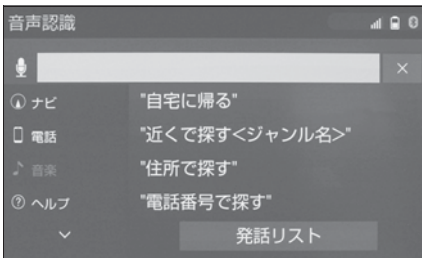 音声認識
ナビ
"自宅に帰る"
電話
"近くで探す<ジャンル名>"
音楽
"住所で探す"
ヘルプ
"電話番号で探す"
発話リスト